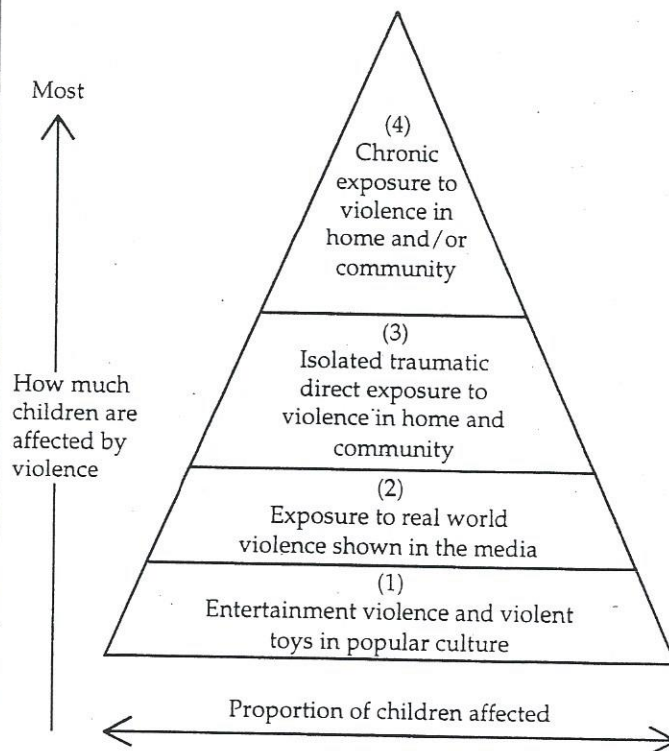 Most
(4)
Chronic
exposure to
violence in
home and/or
community
(3)
Isolated traumatic
direct exposure to
violence in home and
community
How much
children are
affected by
violence
(2)
Exposure to real world
violence shown in the media
(1)
Entertainment violence and violent
toys in popular culture
Proportion of children affected